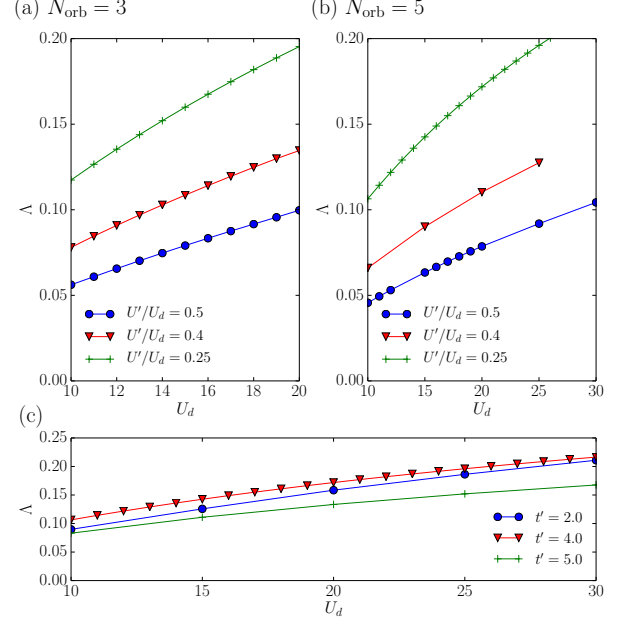 (a) N_orb = 3
(b) N_orb = 5
0.20
0.15
0.10
0.05
0.00
Λ
U′/U_d = 0.5
U′/U_d = 0.4
U′/U_d = 0.25
10 12 14 16 18 20
U_d
0.20
0.15
0.10
0.05
0.00
Λ
U′/U_d = 0.5
U′/U_d = 0.4
U′/U_d = 0.25
10 15 20 25 30
U_d
(c)
0.25
0.20
0.15
0.10
0.05
0.00
Λ
t′ = 2.0
t′ = 4.0
t′ = 5.0
10 15 20 25 30
U_d